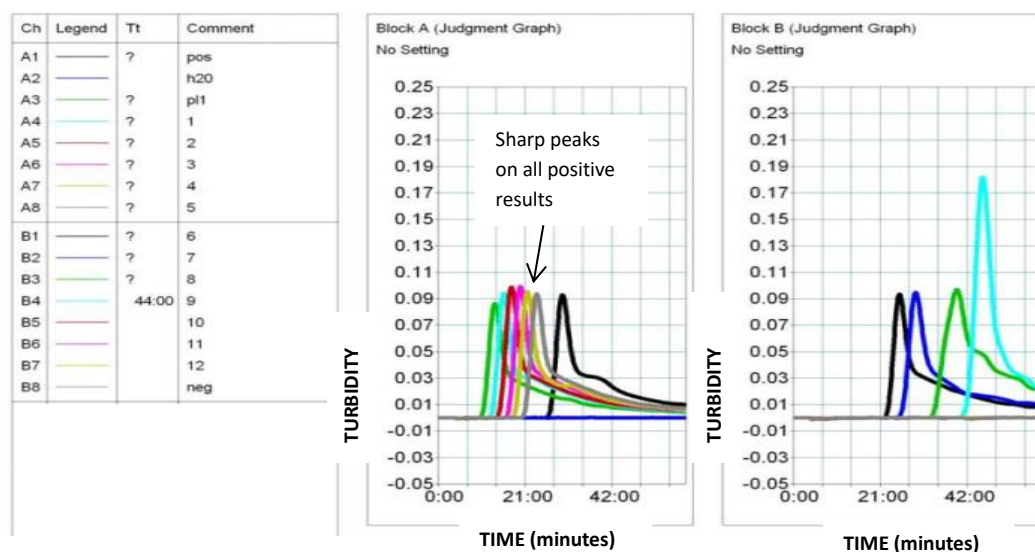 Ch Legend Tt Comment
A1 ? pos
A2 h20
A3 ? pl1
A4 ? 1
A5 ? 2
A6 ? 3
A7 ? 4
A8 ? 5
B1 ? 6
B2 ? 7
B3 ? 8
B4 44:00 9
B5 10
B6 11
B7 12
B8 neg
Block A (Judgment Graph)
No Setting
0.25
0.23
0.21
0.19
0.17
0.15
0.13
0.11
0.09
0.07
0.05
0.03
0.01
-0.01
-0.03
-0.05
0:00 21:00 42:00
Sharp peaks
on all positive
results
TURBIDITY
TIME (minutes)
Block B (Judgment Graph)
No Setting
0.25
0.23
0.21
0.19
0.17
0.15
0.13
0.11
0.09
0.07
0.05
0.03
0.01
-0.01
-0.03
-0.05
0:00 21:00 42:00
TURBIDITY
TIME (minutes)